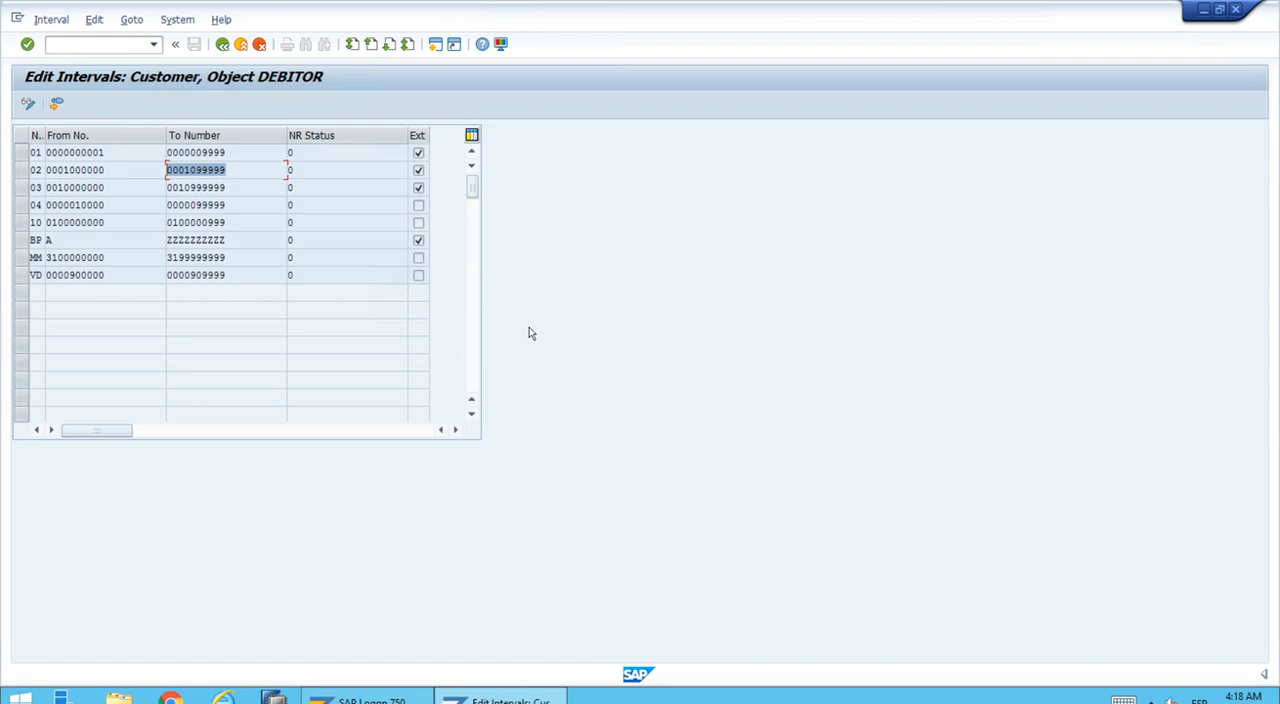 Interval Edit Goto System Help
«
Edit Intervals: Customer, Object DEBITOR
N.. From No. To Number NR Status Ext
01 0000000001 0000009999 0
02 0001000000 0001099999 0
03 0010000000 0010999999 0
04 0000010000 0000099999 0
10 0100000000 0100000999 0
BP A ZZZZZZZZZZ 0
MM 3100000000 3199999999 0
VD 0000900000 0000909999 0
SAP
SAP Logon 750 Edit Intervals: Cus... ESP 4:18 AM